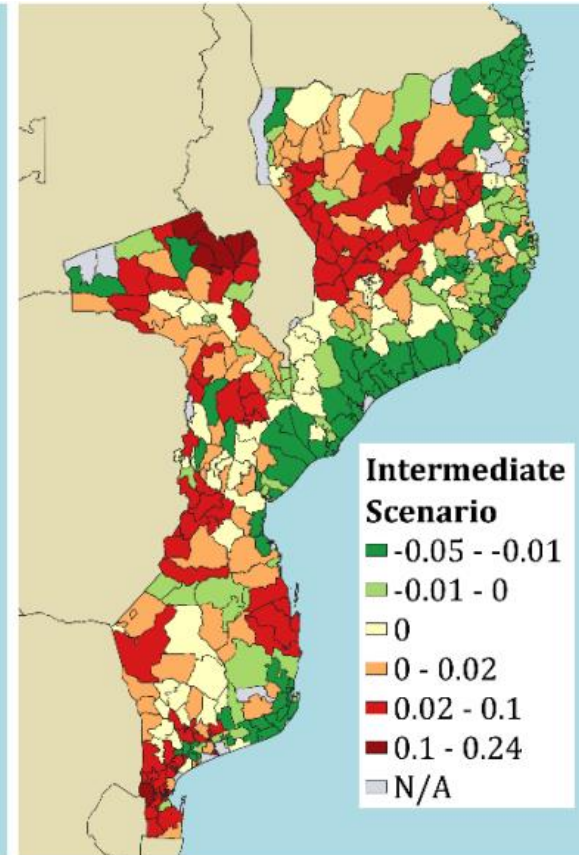 Intermediate
Scenario
-0.05 - -0.01
-0.01 - 0
0
0 - 0.02
0.02 - 0.1
0.1 - 0.24
N/A